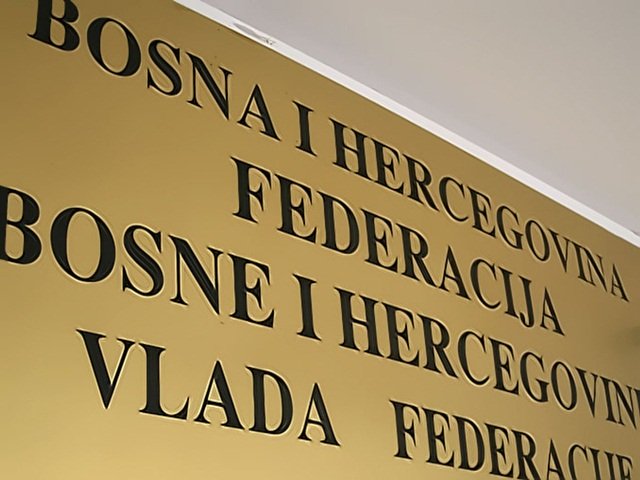 BOSNA I HERCEGOVINA
FEDERACIJA
BOSNE I HERCEGOVINE
VLADA FEDERACIJE